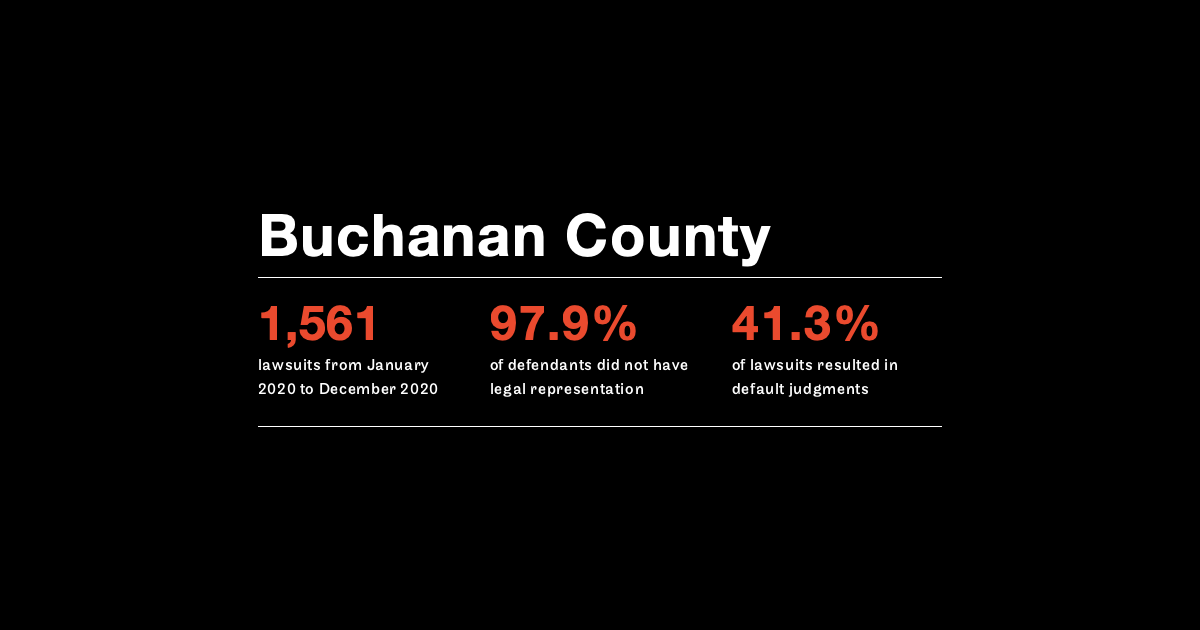 Buchanan County
1,561
lawsuits from January
2020 to December 2020
97.9%
of defendants did not have
legal representation
41.3%
of lawsuits resulted in
default judgments